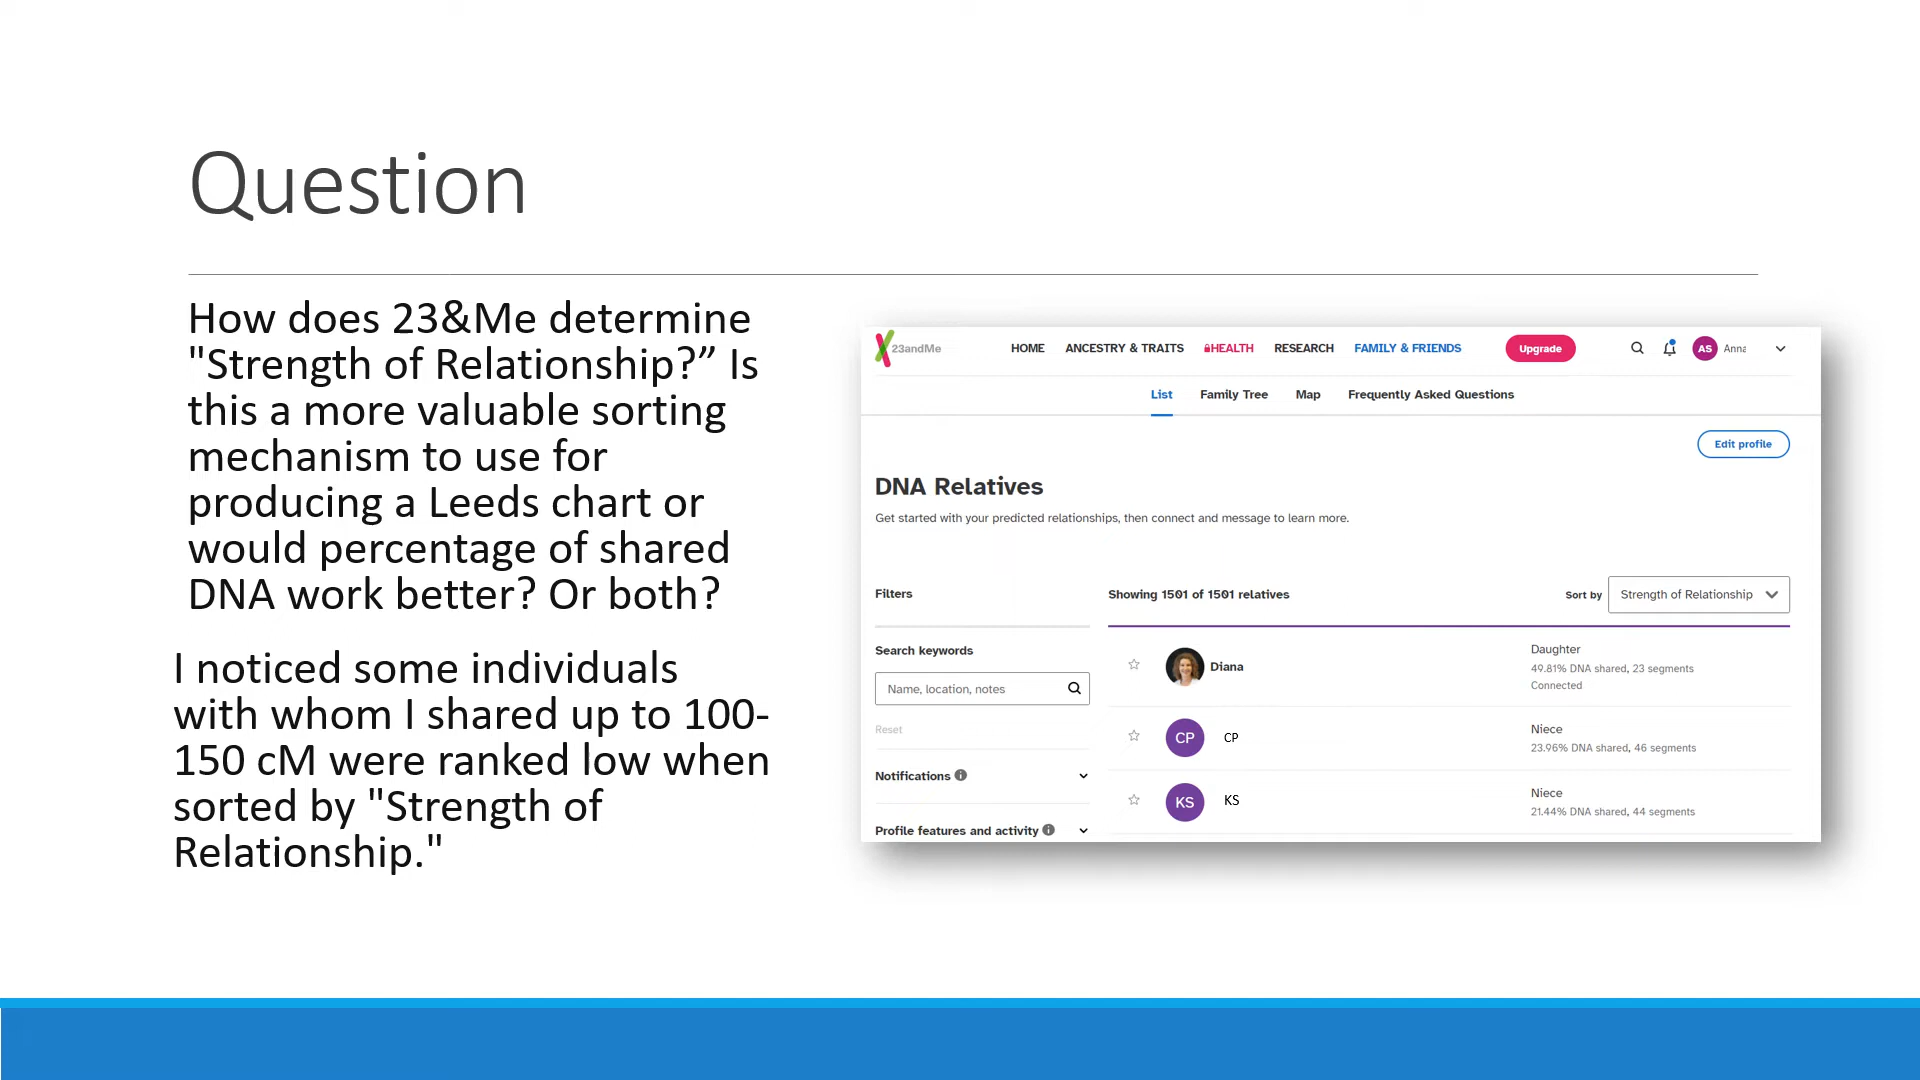 Question
How does 23&Me determine
"Strength of Relationship?” Is
this a more valuable sorting
mechanism to use for
producing a Leeds chart or
would percentage of shared
DNA work better? Or both?
I noticed some individuals
with whom I shared up to 100-
150 cM were ranked low when
sorted by "Strength of
Relationship."
23andMe
HOME ANCESTRY & TRAITS HEALTH RESEARCH FAMILY & FRIENDS Upgrade AS Anna
List Family Tree Map Frequently Asked Questions
Edit profile
DNA Relatives
Get started with your predicted relationships, then connect and message to learn more.
Filters
Showing 1501 of 1501 relatives
Sort by Strength of Relationship
Search keywords
Name, location, notes
Reset
Notifications
Profile features and activity
Diana
Daughter
49.81% DNA shared, 23 segments
Connected
CP CP
Niece
23.96% DNA shared, 46 segments
KS KS
Niece
21.44% DNA shared, 44 segments